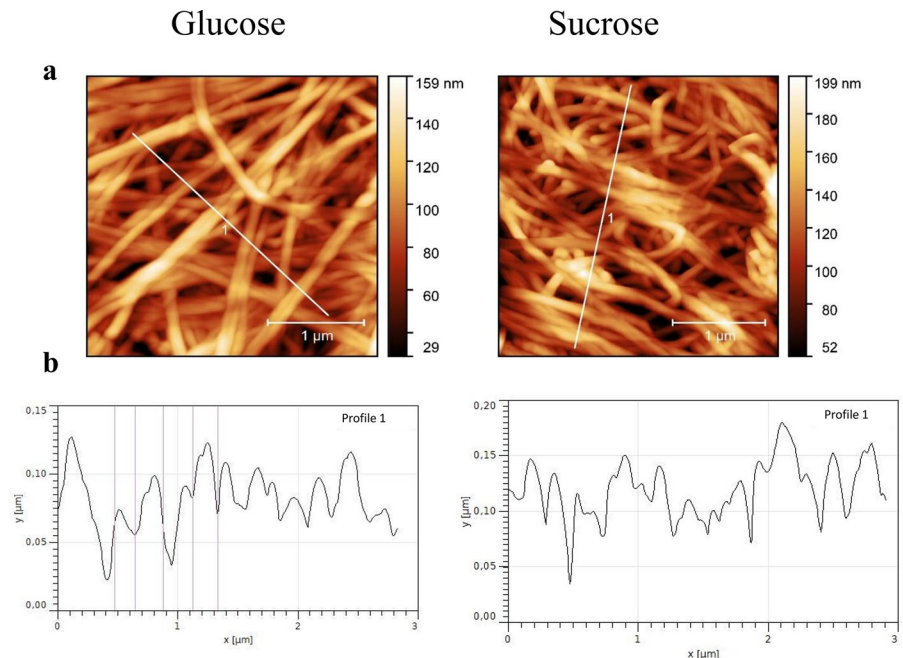 Glucose
Sucrose
a
159 nm
140
120
100
80
60
29
1
1 µm
199 nm
180
160
140
120
100
80
52
1
1 µm
b
0,15
0,10
0,05
0,00
y [µm]
Profile 1
0
1
2
3
x [µm]
0,20
0,15
0,10
0,05
0,00
y [µm]
Profile 1
0
1
2
3
x [µm]